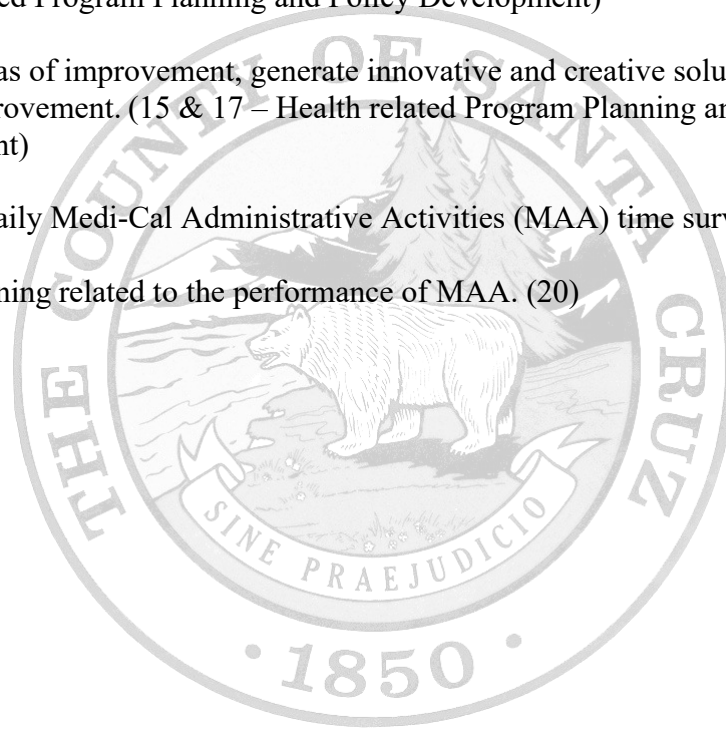 ed Program Planning and Policy Development)
as of improvement, generate innovative and creative solu
rovement. (15 & 17 – Health related Program Planning an
nt)
aily Medi-Cal Administrative Activities (MAA) time surv
ning related to the performance of MAA. (20)
THE COUNTY OF SANTA CRUZ
SINE PRAEJUDICIO
• 1850 •